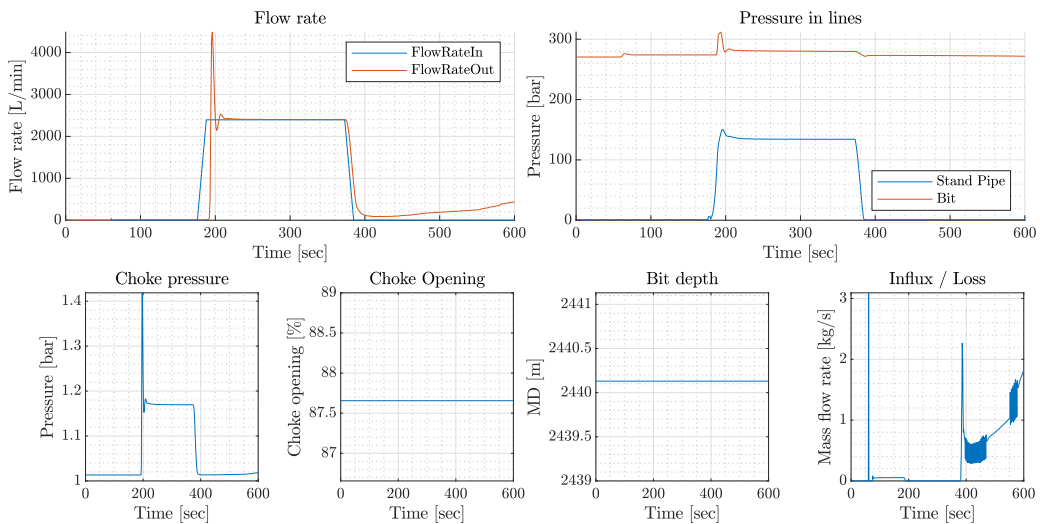 Flow rate
Flow rate [L/min]
4000
3000
2000
1000
0
FlowRateIn
FlowRateOut
0 100 200 300 400 500 600
Time [sec]
Pressure in lines
Pressure [bar]
300
200
100
0
Stand Pipe
Bit
0 100 200 300 400 500 600
Time [sec]
Choke pressure
Pressure [bar]
1.4
1.3
1.2
1.1
1
0 200 400 600
Time [sec]
Choke Opening
Choke opening [%]
89
88.5
88
87.5
87
0 200 400 600
Time [sec]
Bit depth
MD [m]
2441
2440.5
2440
2439.5
2439
0 200 400 600
Time [sec]
Influx / Loss
Mass flow rate [kg/s]
3
2
1
0
0 200 400 600
Time [sec]